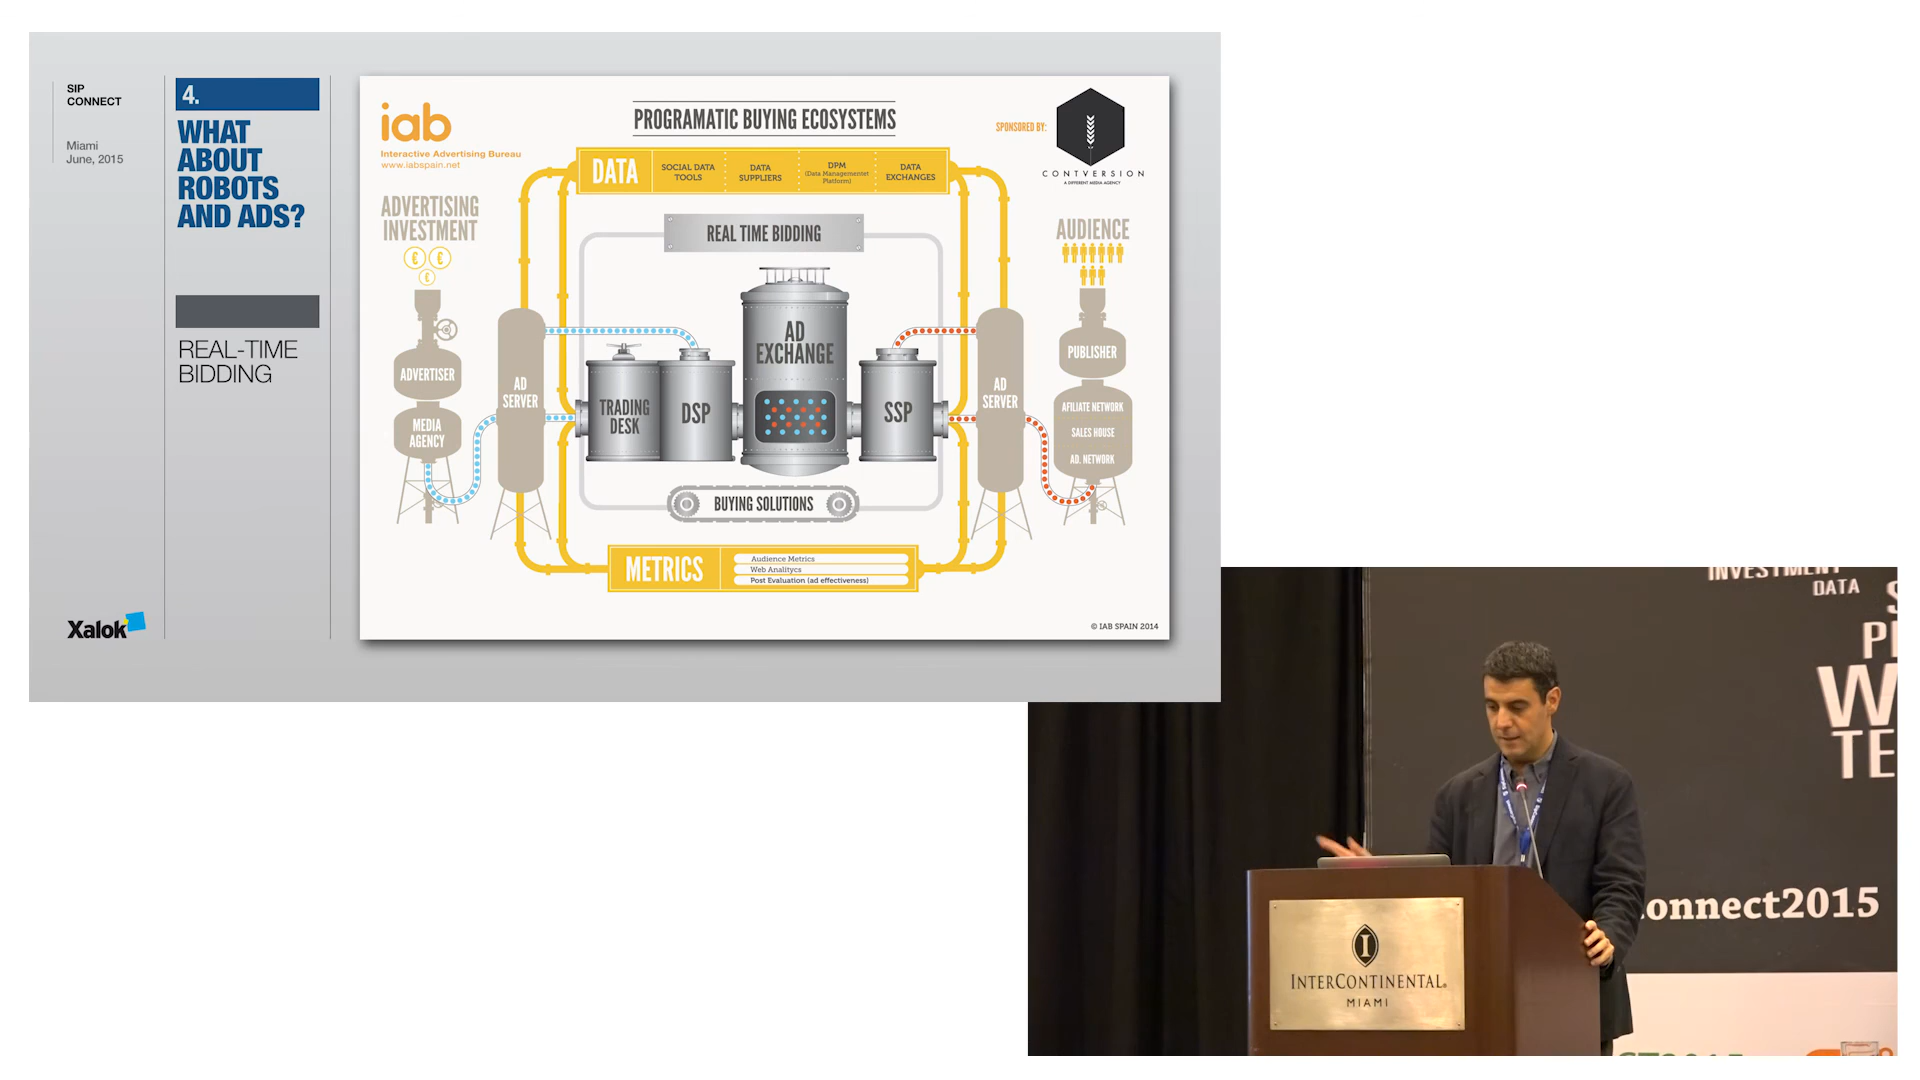 SIP
CONNECT
Miami
June, 2015
4.
WHAT
ABOUT
ROBOTS
AND ADS?
REAL-TIME
BIDDING
Xalok
iab
Interactive Advertising Bureau
www.iabspain.net
PROGRAMATIC BUYING ECOSYSTEMS
SPONSORED BY:
CONTVERSION
A DIFFERENT MEDIA AGENCY
DATA
SOCIAL DATA
TOOLS
DATA
SUPPLIERS
DPM
(Data Managementet
Platform)
DATA
EXCHANGES
ADVERTISING
INVESTMENT
€ €
€
REAL TIME BIDDING
AUDIENCE
ADVERTISER
MEDIA
AGENCY
AD
SERVER
TRADING
DESK
DSP
AD
EXCHANGE
SSP
AD
SERVER
PUBLISHER
AFILIATE NETWORK
SALES HOUSE
AD. NETWORK
BUYING SOLUTIONS
METRICS
Audience Metrics
Web Analitycs
Post Evaluation (ad effectiveness)
© IAB SPAIN 2014
INVESTMENT
DATA
S
P
W
TE
onnect2015
I
INTERCONTINENTAL®
MIAMI